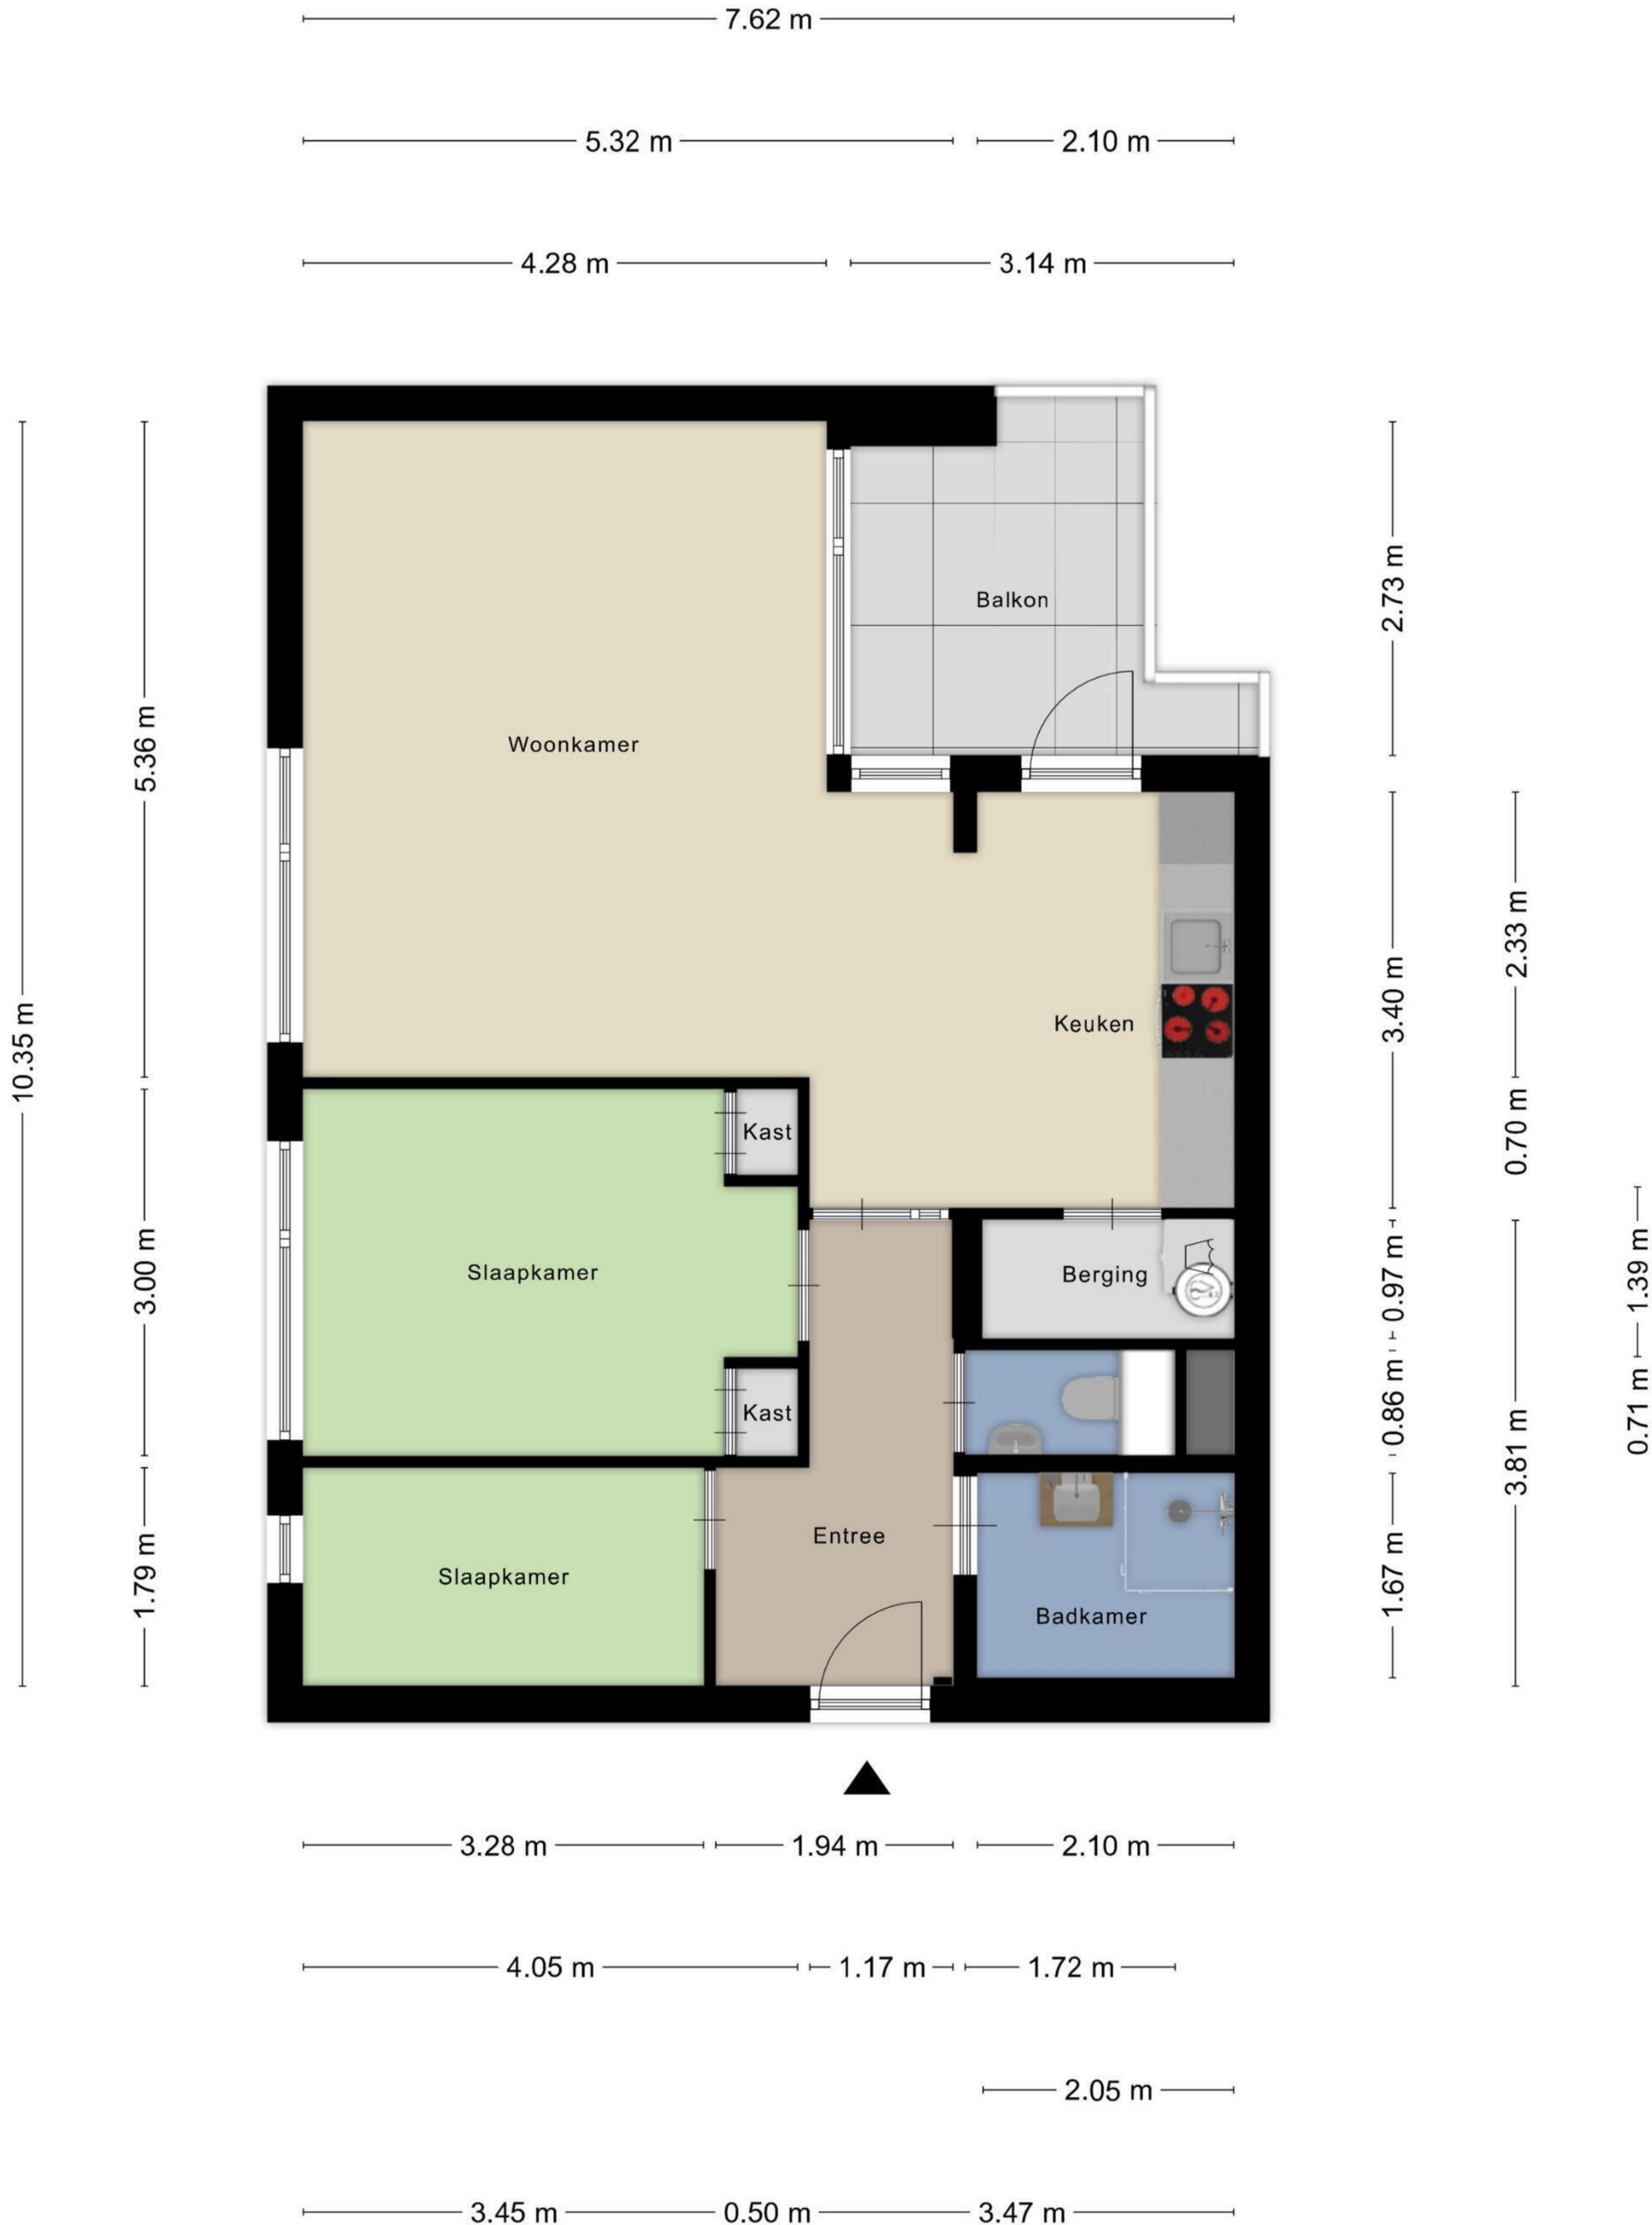 7.62 m
5.32 m
2.10 m
4.28 m
3.14 m
Balkon
2.73 m
5.36 m
Woonkamer
2.33 m
10.35 m
3.40 m
Keuken
Kast
0.70 m
Slaapkamer
3.00 m
Berging
0.97 m
1.39 m
Kast
0.86 m
0.71 m
3.81 m
Entree
Slaapkamer
1.79 m
1.67 m
Badkamer
3.28 m
1.94 m
2.10 m
4.05 m
1.17 m
1.72 m
2.05 m
3.45 m
0.50 m
3.47 m